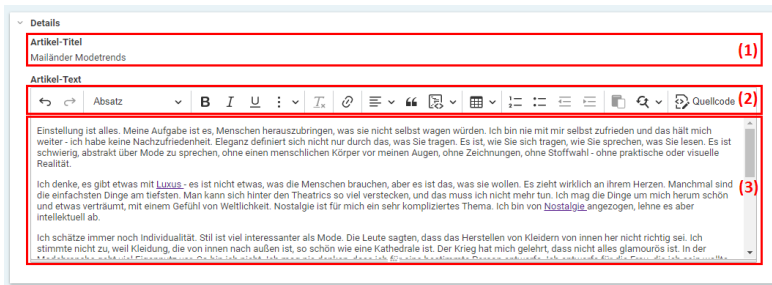 Details
Artikel-Titel
Mailänder Modetrends
(1)
Artikel-Text
Absatz B I U Tx Quellcode (2)
Einstellung ist alles. Meine Aufgabe ist es, Menschen herauszubringen, was sie nicht selbst wagen würden. Ich bin nie mit mir selbst zufrieden und das hält mich
weiter - ich habe keine Nachzufriedenheit. Eleganz definiert sich nicht nur durch das, was Sie tragen. Es ist, wie Sie sich tragen, wie Sie sprechen, was Sie lesen. Es ist
schwierig, abstrakt über Mode zu sprechen, ohne einen menschlichen Körper vor meinen Augen, ohne Zeichnungen, ohne Stoffwahl - ohne praktische oder visuelle
Realität.
Ich denke, es gibt etwas mit Luxus - es ist nicht etwas, was die Menschen brauchen, aber es ist das, was sie wollen. Es zieht wirklich an ihrem Herzen. Manchmal sind
die einfachsten Dinge am tiefsten. Man kann sich hinter den Theatrics so viel verstecken, und das muss ich nicht mehr tun. Ich mag die Dinge um mich herum schön
und etwas verträumt, mit einem Gefühl von Weltlichkeit. Nostalgie ist für mich ein sehr kompliziertes Thema. Ich bin von Nostalgie angezogen, lehne es aber
intellektuell ab.
(3)
Ich schätze immer noch Individualität. Stil ist viel interessanter als Mode. Die Leute sagten, dass das Herstellen von Kleidern von innen her nicht richtig sei. Ich
stimmte nicht zu, weil Kleidung, die von innen nach außen ist, so schön wie eine Kathedrale ist. Der Krieg hat mich gelehrt, dass nicht alles glamourös ist. In der